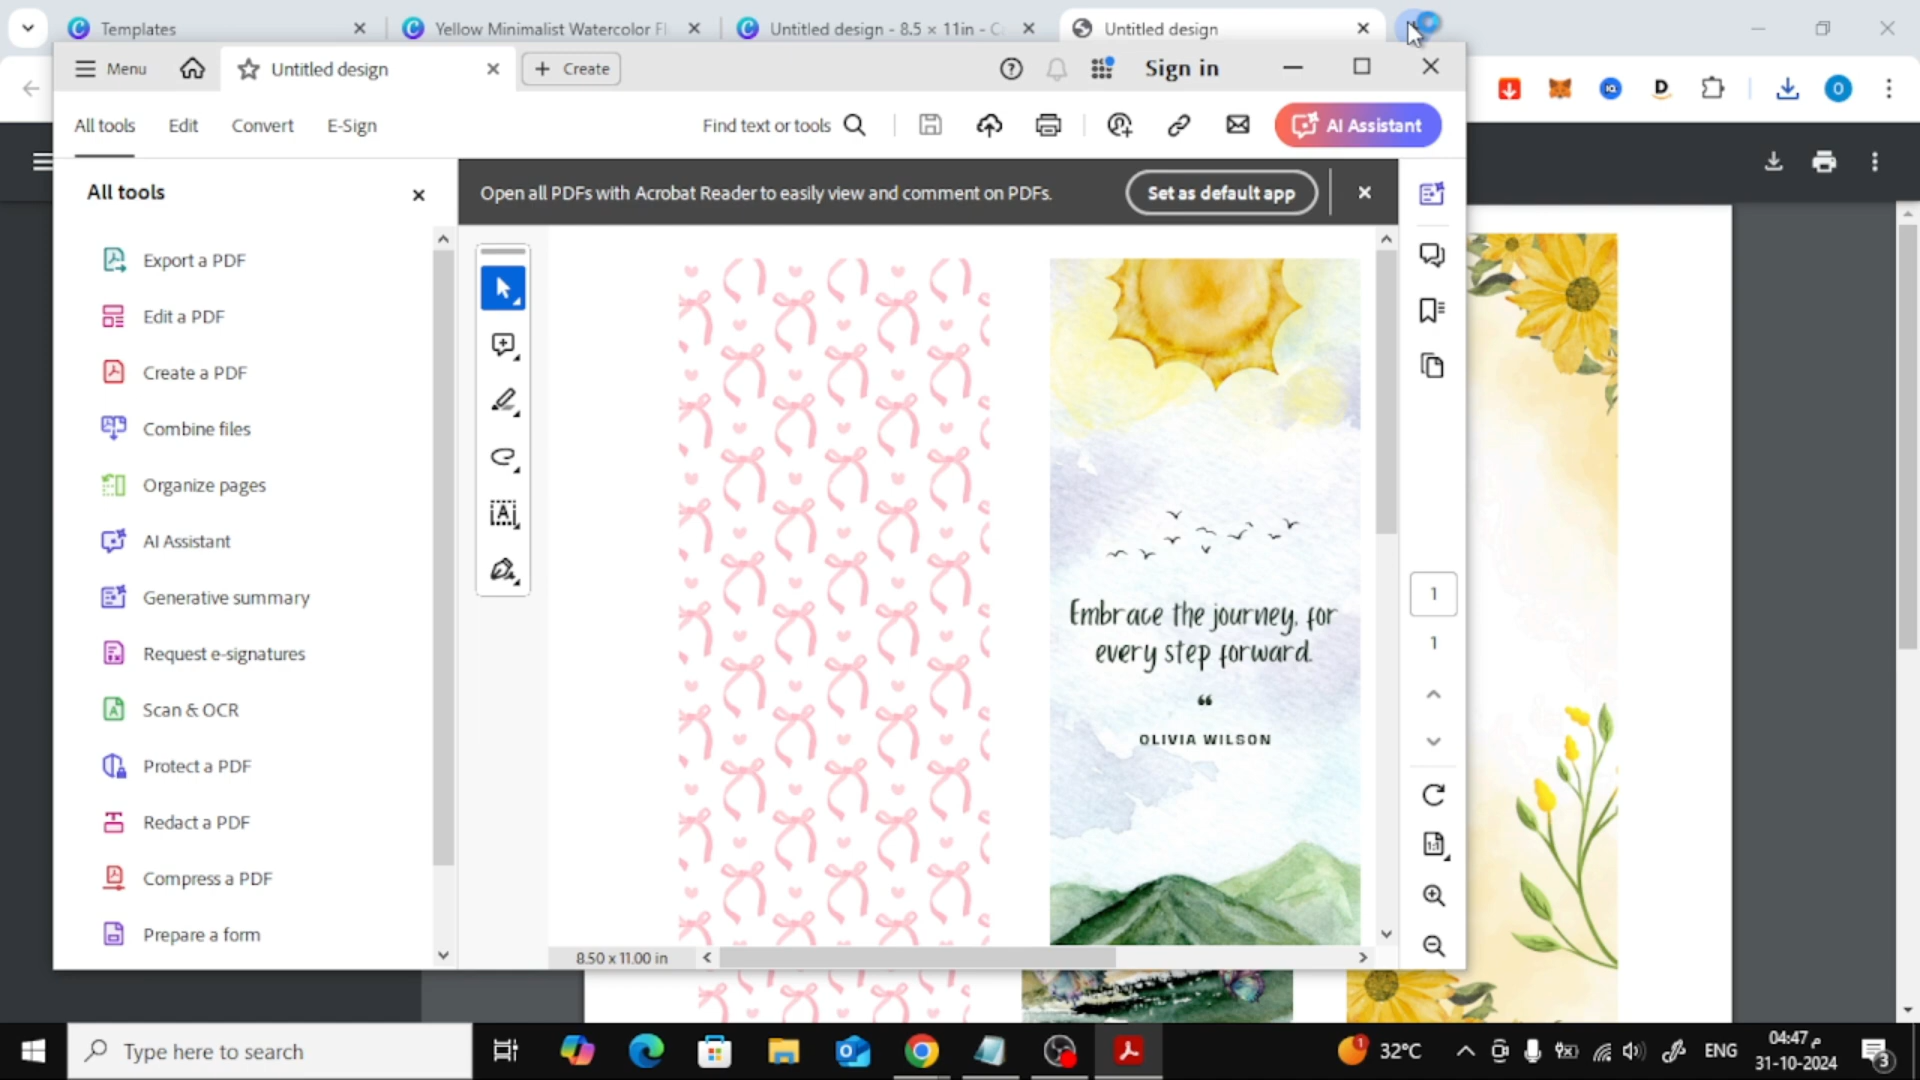 Templates
Yellow Minimalist Watercolor Fl
Untitled design - 8.5 × 11in - C
Untitled design
Menu
Untitled design
Create
Sign in
All tools
Edit
Convert
E-Sign
Find text or tools
AI Assistant
All tools
Open all PDFs with Acrobat Reader to easily view and comment on PDFs.
Set as default app
Export a PDF
Edit a PDF
Create a PDF
Combine files
Organize pages
AI Assistant
Generative summary
Request e-signatures
Scan & OCR
Protect a PDF
Redact a PDF
Compress a PDF
Prepare a form
Embrace the journey, for
every step forward.
❝
OLIVIA WILSON
1
1
8.50 x 11.00 in
Type here to search
1
32°C
ENG
04:47 م
31-10-2024
3